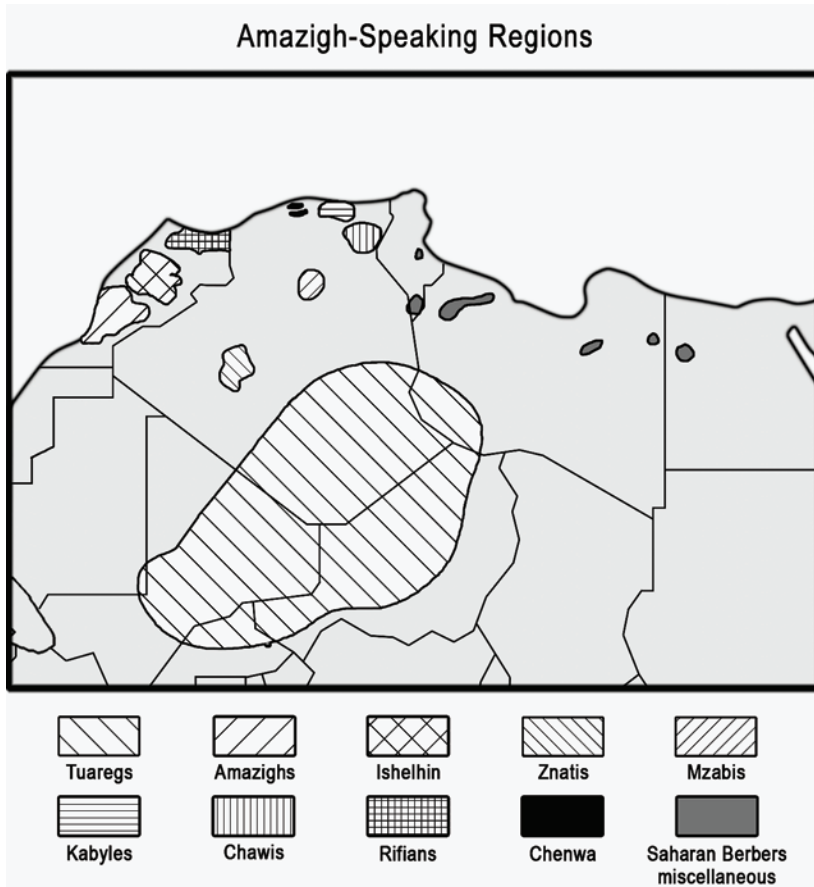 Amazigh-Speaking Regions
Tuaregs
Amazighs
Ishelhin
Znatis
Mzabis
Kabyles
Chawis
Rifians
Chenwa
Saharan Berbers
miscellaneous